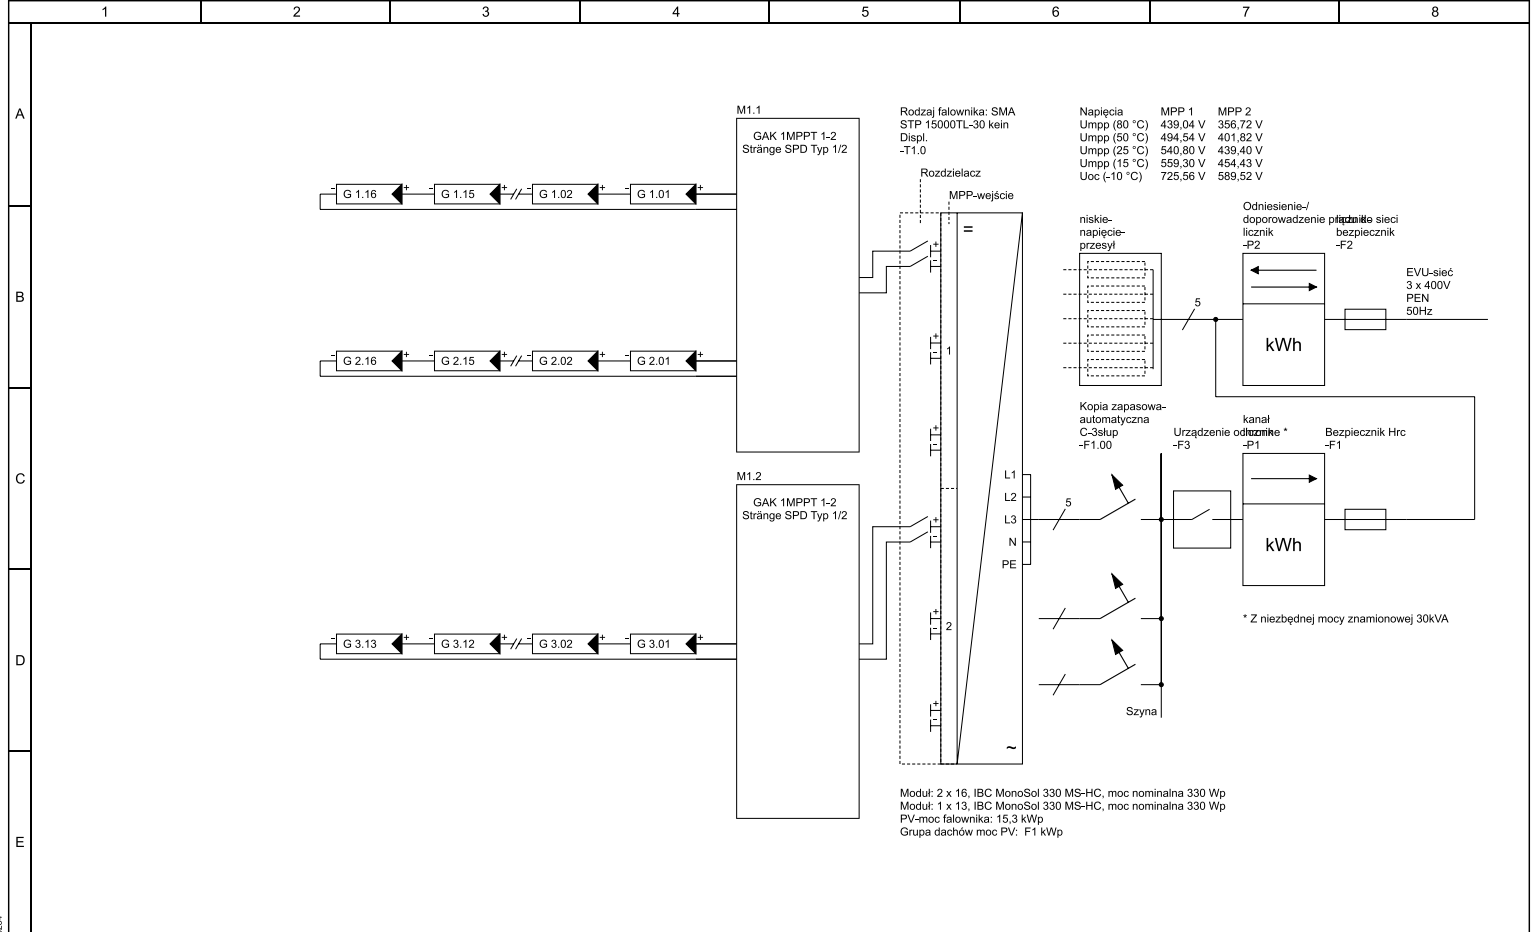 1 2 3 4 5 6 7 8
A
B
C
D
E
M1.1
GAK 1MPPT 1-2
Stränge SPD Typ 1/2
- G 1.16 + - G 1.15 + - G 1.02 + - G 1.01 +
- G 2.16 + - G 2.15 + - G 2.02 + - G 2.01 +
M1.2
GAK 1MPPT 1-2
Stränge SPD Typ 1/2
- G 3.13 + - G 3.12 + - G 3.02 + - G 3.01 +
Rodzaj falownika: SMA
STP 15000TL-30 kein
Displ.
-T1.0
Rozdzielacz
MPP-wejście
=
+
-
+
-
1
+
-
+
-
+
-
2
+
-
~
L1
L2
L3
N
PE
Napięcia MPP 1 MPP 2
Umpp (80 °C) 439,04 V 356,72 V
Umpp (50 °C) 494,54 V 401,82 V
Umpp (25 °C) 540,80 V 439,40 V
Umpp (15 °C) 559,30 V 454,43 V
Uoc (-10 °C) 725,56 V 589,52 V
niskie-
napięcie-
przesył
5
Odniesienie-/
doporowadzenie do sieci
licznik
-P2
bezpiecznik
-F2
kWh
EVU-sieć
3 x 400V
PEN
50Hz
Kopia zapasowa-
automatyczna
C-3słup
-F1.00
5
Urządzenie *
-F3
kanał
-P1
kWh
Bezpiecznik Hrc
-F1
* Z niezbędnej mocy znamionowej 30kVA
Szyna
Moduł: 2 x 16, IBC MonoSol 330 MS-HC, moc nominalna 330 Wp
Moduł: 1 x 13, IBC MonoSol 330 MS-HC, moc nominalna 330 Wp
PV-moc falownika: 15,3 kWp
Grupa dachów moc PV: F1 kWp